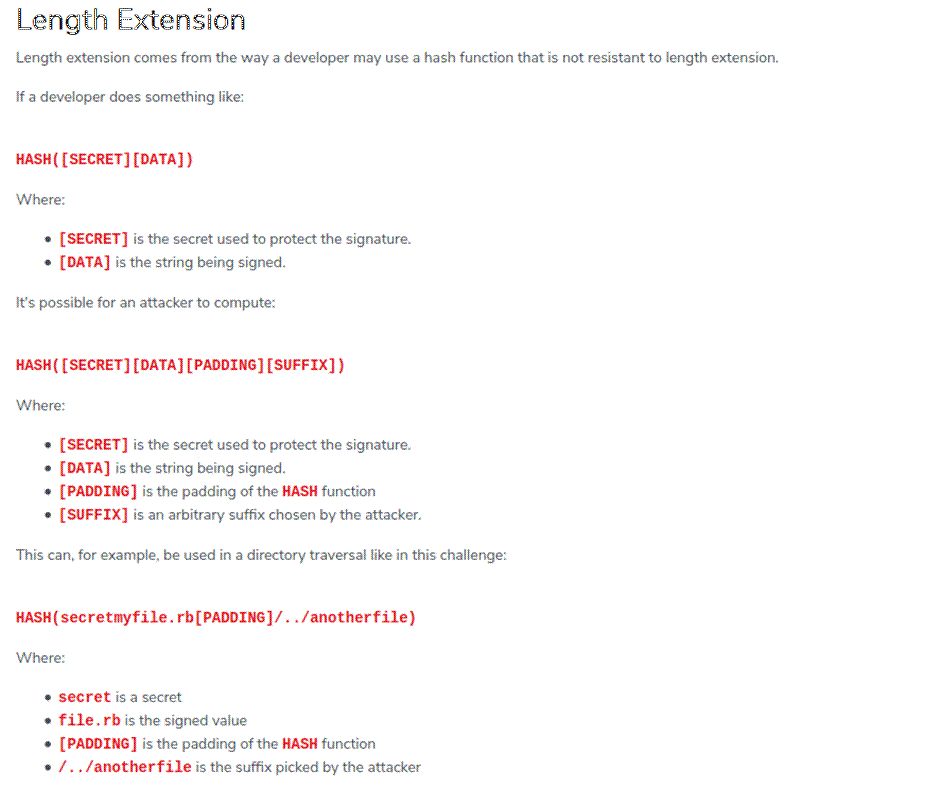 Length Extension
Length extension comes from the way a developer may use a hash function that is not resistant to length extension.
If a developer does something like:
HASH([SECRET][DATA])
Where:
• [SECRET] is the secret used to protect the signature.
• [DATA] is the string being signed.
It's possible for an attacker to compute:
HASH([SECRET][DATA][PADDING][SUFFIX])
Where:
• [SECRET] is the secret used to protect the signature.
• [DATA] is the string being signed.
• [PADDING] is the padding of the HASH function
• [SUFFIX] is an arbitrary suffix chosen by the attacker.
This can, for example, be used in a directory traversal like in this challenge:
HASH(secretmyfile.rb[PADDING]/../anotherfile)
Where:
• secret is a secret
• file.rb is the signed value
• [PADDING] is the padding of the HASH function
• /../anotherfile is the suffix picked by the attacker